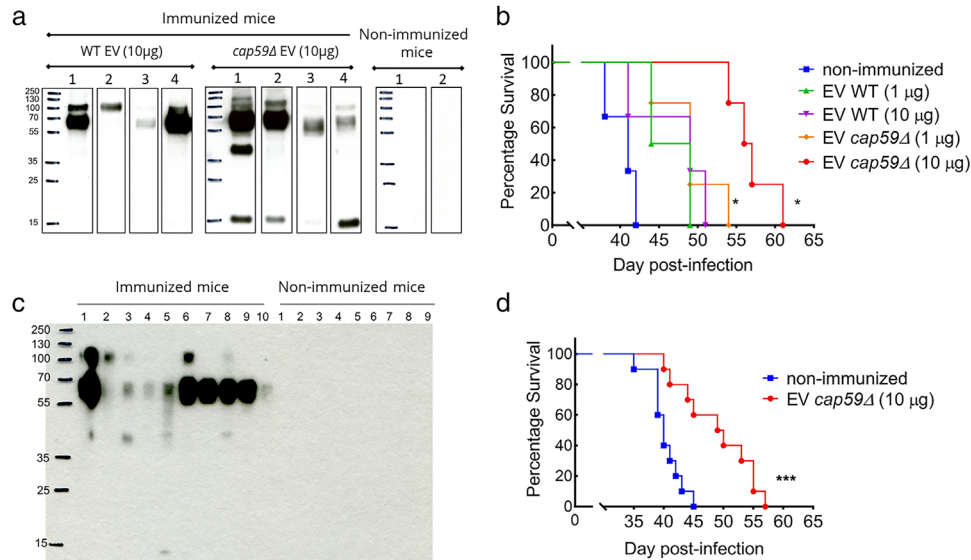 a
Immunized mice
WT EV (10µg)
cap59Δ EV (10µg)
Non-immunized
mice
1 2 3 4
1 2 3 4
1 2
250
130
100
70
55
35
25
15
b
Percentage Survival
100
80
60
40
20
0
0 40 45 50 55 60 65
Day post-infection
* *
non-immunized
EV WT (1 µg)
EV WT (10 µg)
EV cap59Δ (1 µg)
EV cap59Δ (10 µg)
c
Immunized mice
Non-immunized mice
1 2 3 4 5 6 7 8 9 10
1 2 3 4 5 6 7 8 9
250
130
100
70
55
35
25
15
d
Percentage Survival
100
80
60
40
20
0
0 35 40 45 50 55 60 65
Day post-infection
***
non-immunized
EV cap59Δ (10 µg)